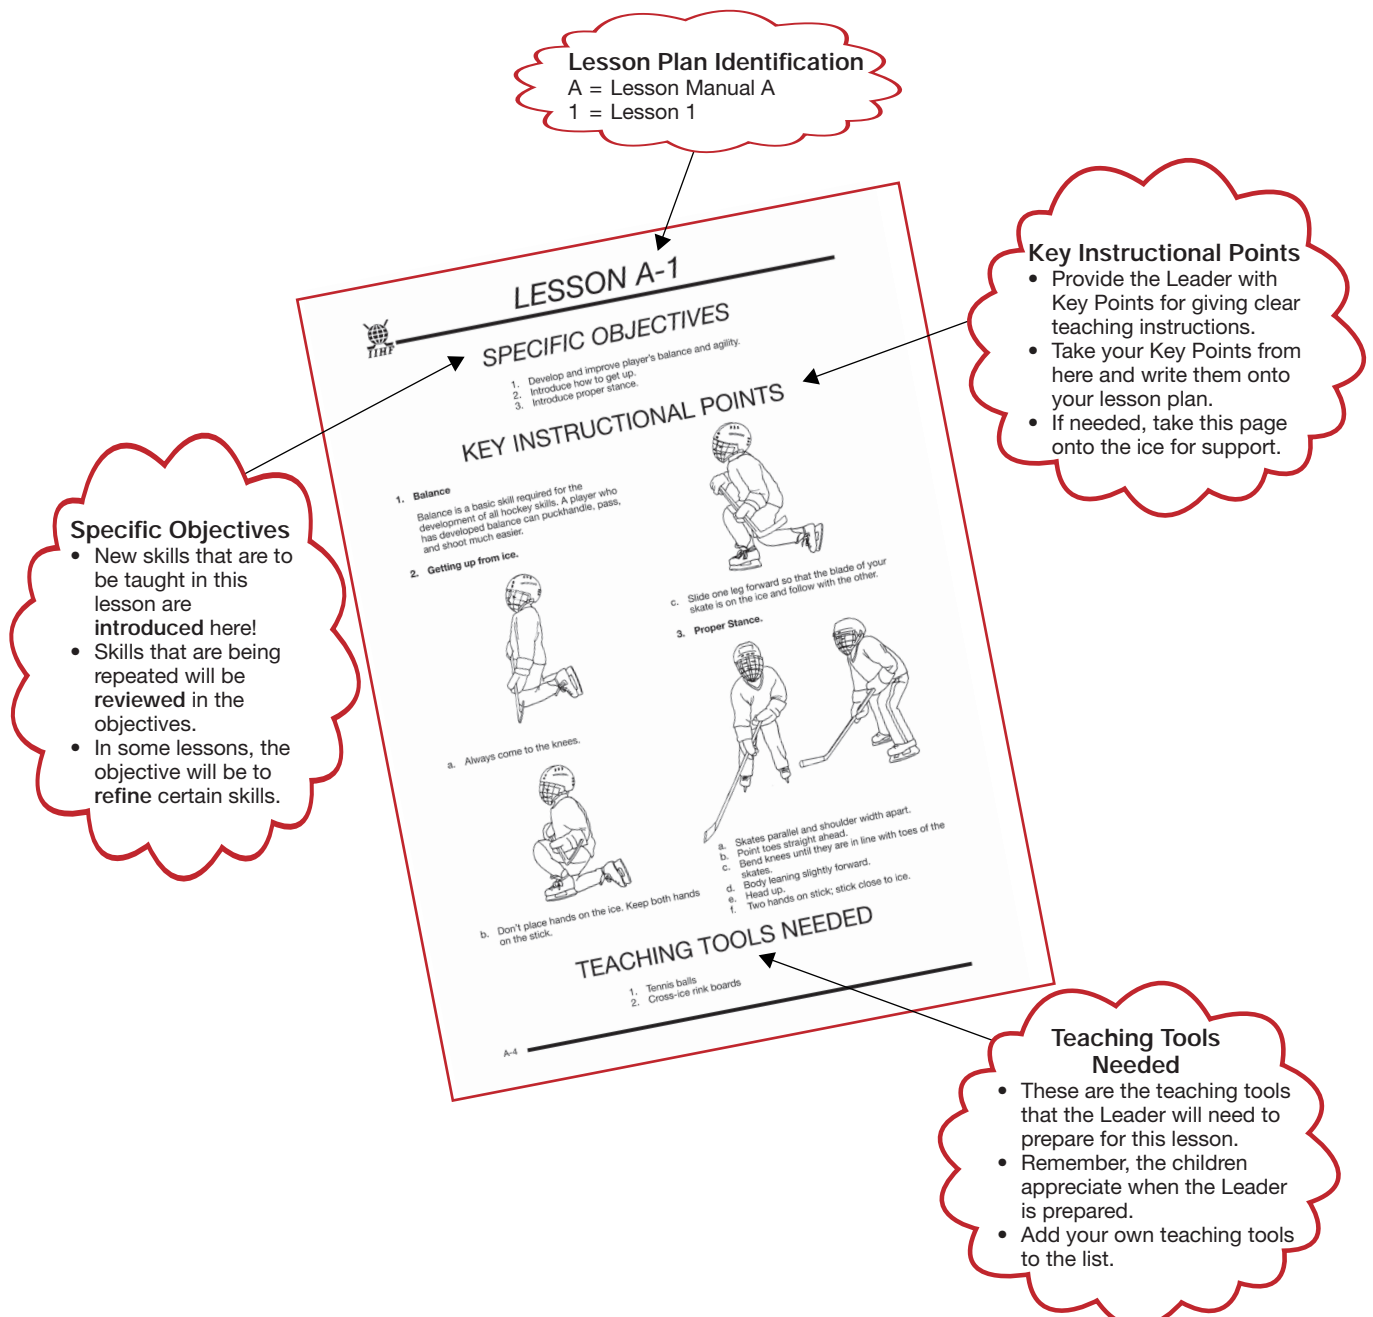 Lesson Plan Identification
A = Lesson Manual A
1 = Lesson 1
Key Instructional Points
• Provide the Leader with
Key Points for giving clear
teaching instructions.
• Take your Key Points from
here and write them onto
your lesson plan.
• If needed, take this page
onto the ice for support.
LESSON A-1
IIHF
SPECIFIC OBJECTIVES
1. Develop and improve player's balance and agility.
2. Introduce how to get up.
3. Introduce proper stance.
KEY INSTRUCTIONAL POINTS
1. Balance
Balance is a basic skill required for the
development of all hockey skills. A player who
has developed balance can puckhandle, pass,
and shoot much easier.
2. Getting up from ice.
a. Always come to the knees.
b. Don't place hands on the ice. Keep both hands
on the stick.
c. Slide one leg forward so that the blade of your
skate is on the ice and follow with the other.
3. Proper Stance.
a. Skates parallel and shoulder width apart.
b. Point toes straight ahead.
c. Bend knees until they are in line with toes of the
skates.
d. Body leaning slightly forward.
e. Head up.
f. Two hands on stick; stick close to ice.
TEACHING TOOLS NEEDED
1. Tennis balls
2. Cross-ice rink boards
A-4
Specific Objectives
• New skills that are to
be taught in this
lesson are
introduced here!
• Skills that are being
repeated will be
reviewed in the
objectives.
• In some lessons, the
objective will be to
refine certain skills.
Teaching Tools
Needed
• These are the teaching tools
that the Leader will need to
prepare for this lesson.
• Remember, the children
appreciate when the Leader
is prepared.
• Add your own teaching tools
to the list.